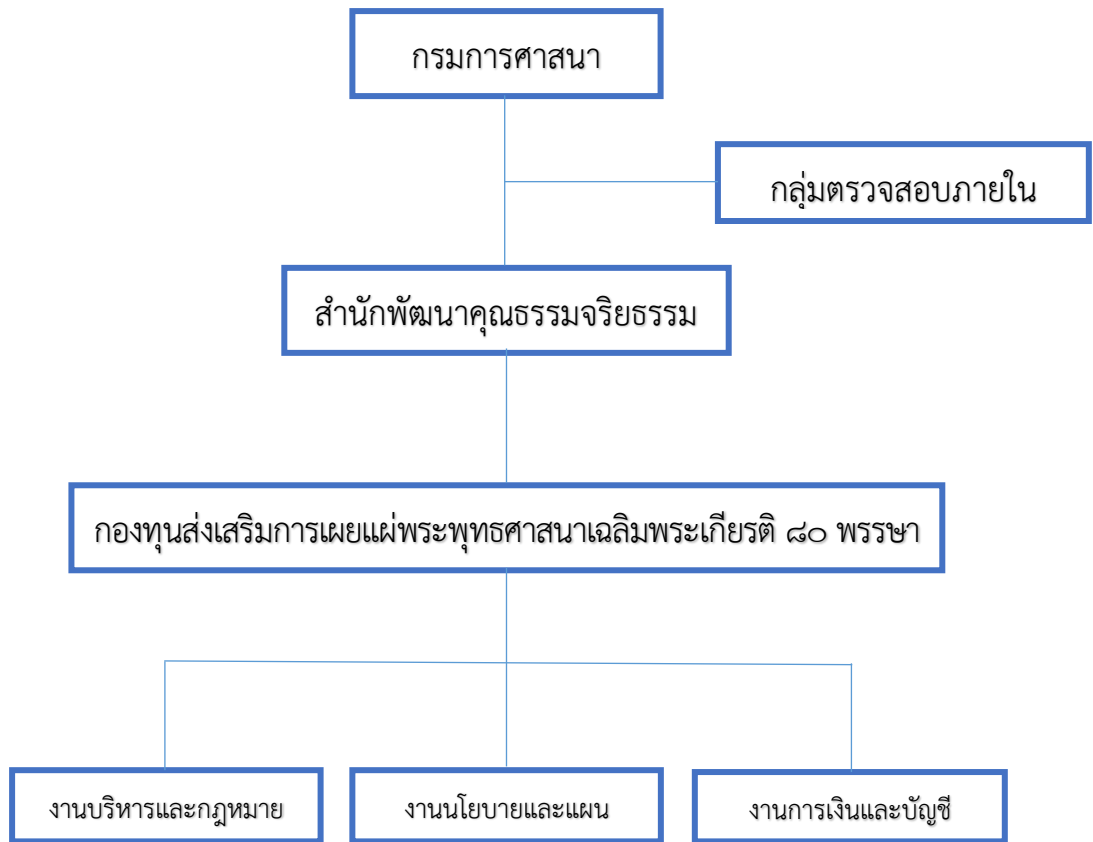 กรมการศาสนา
กลุ่มตรวจสอบภายใน
สำนักพัฒนาคุณธรรมจริยธรรม
กองทุนส่งเสริมการเผยแผ่พระพุทธศาสนาเฉลิมพระเกียรติ ๘๐ พรรษา
งานบริหารและกฎหมาย
งานนโยบายและแผน
งานการเงินและบัญชี